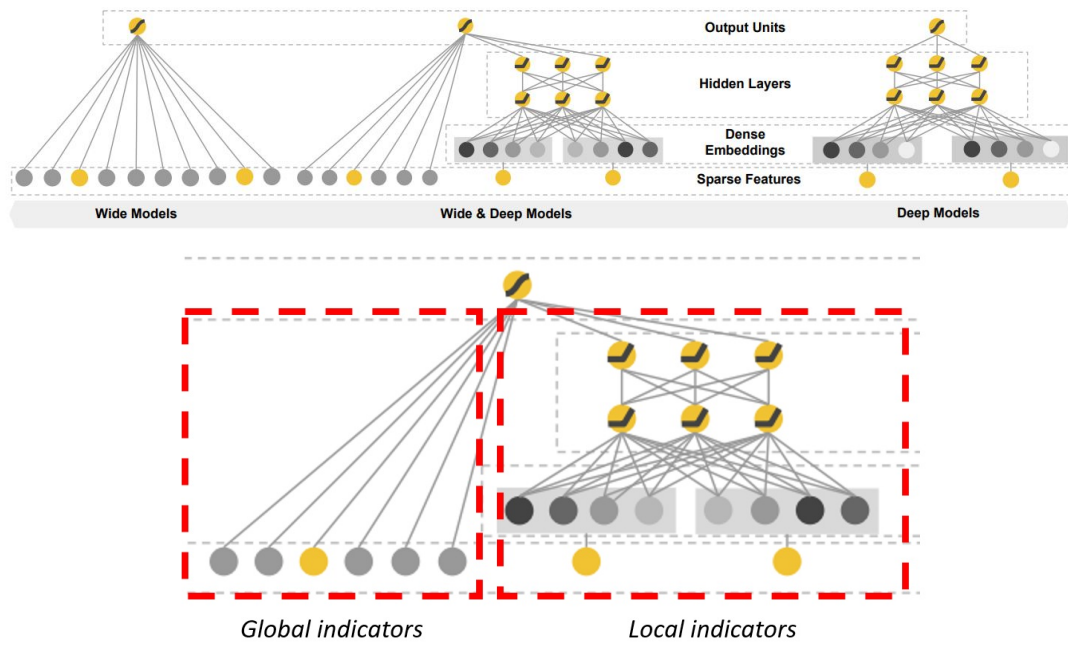 Output Units
Hidden Layers
Dense
Embeddings
Sparse Features
Wide Models
Wide & Deep Models
Deep Models
Global indicators
Local indicators